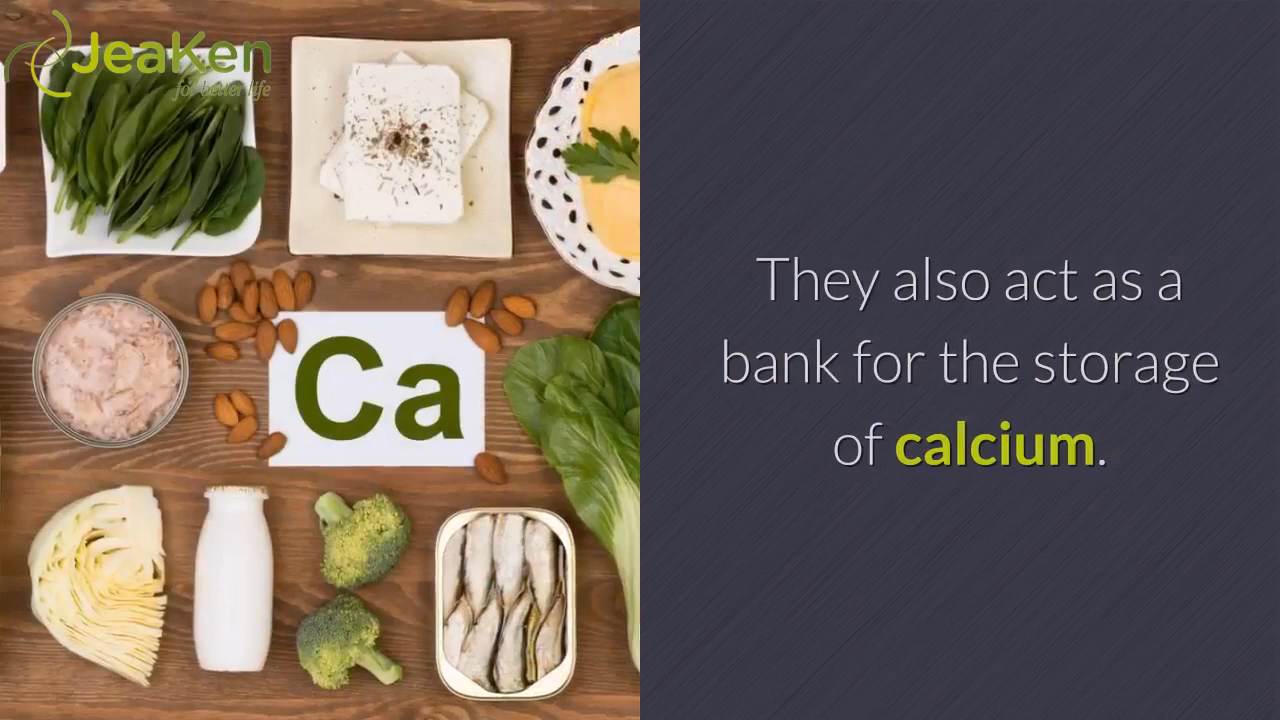 JeaKen
for better life
Ca
They also act as a
bank for the storage
of calcium.